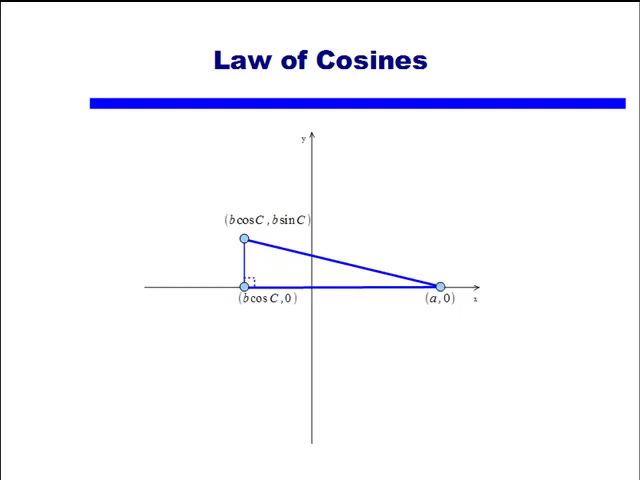 Law of Cosines
y
(b cos C , b sin C)
(b cos C , 0)
(a , 0)
x